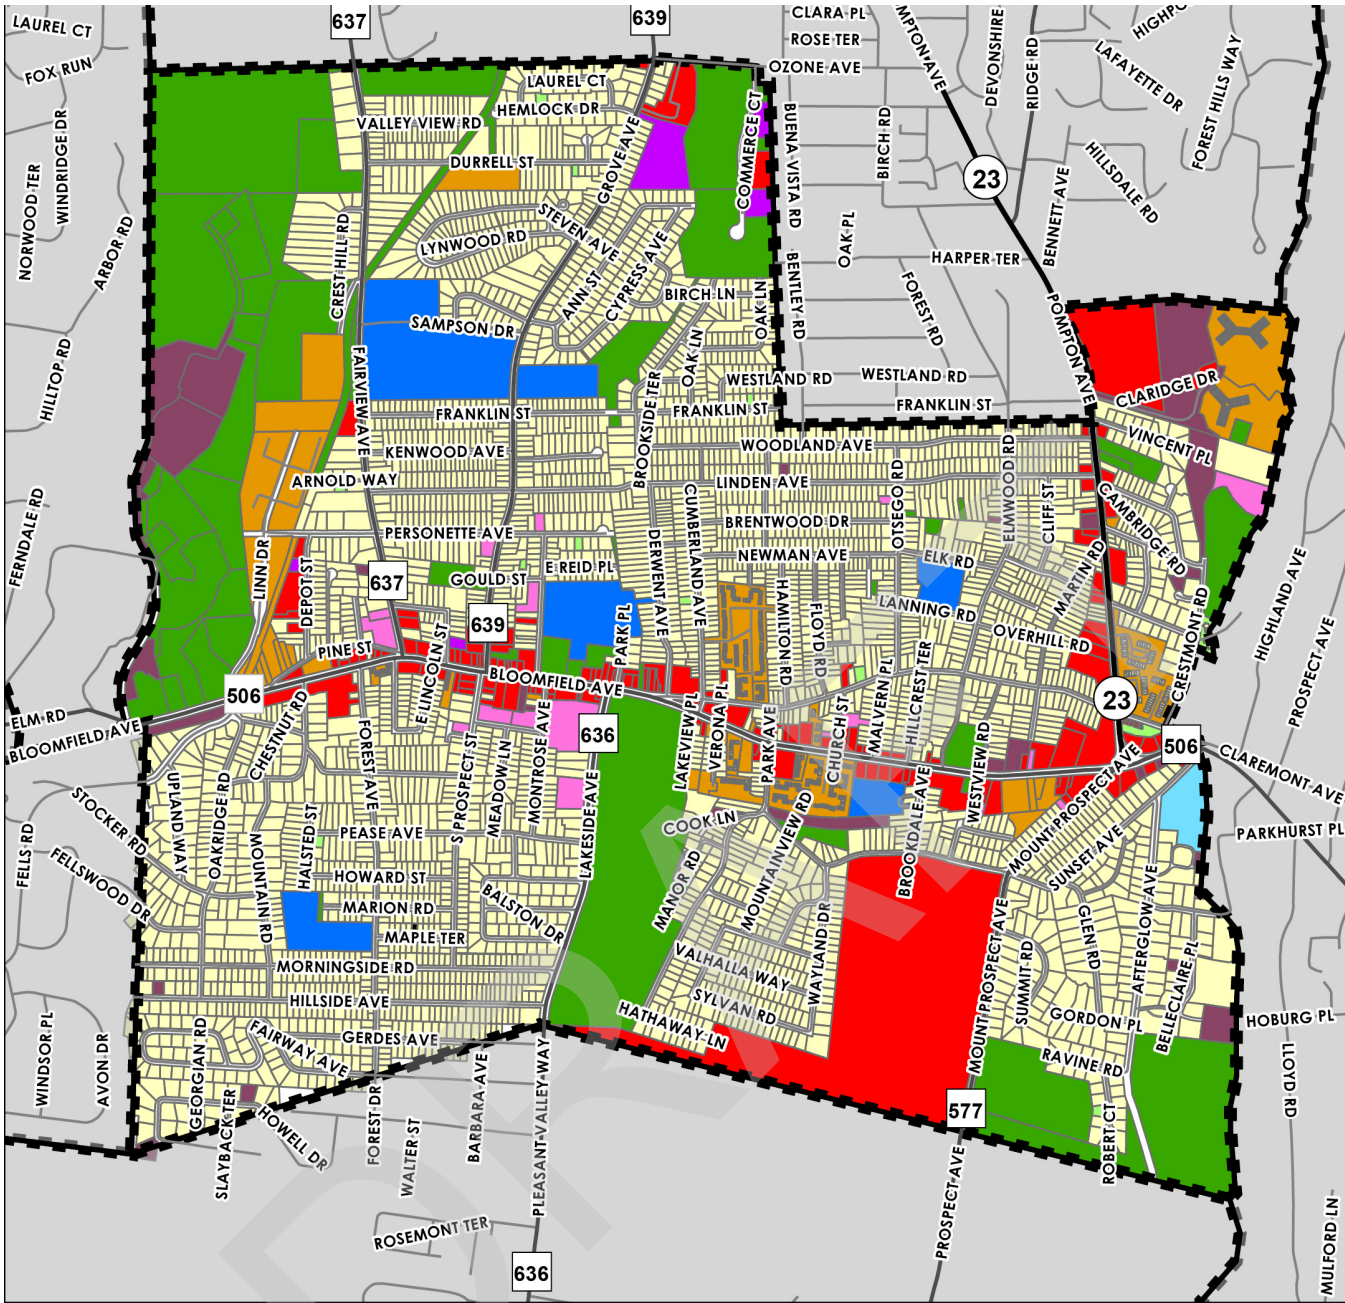 637
639
LAUREL CT
FOX RUN
CLARA PL
ROSE TER
OZONE AVE
MPTON AVE
DEVONSHIRE
RIDGE RD
HIGHPO
LAFAYETTE DR
FOREST HILLS WAY
LAUREL CT
HEMLOCK DR
VALLEY VIEW RD
DURRELL ST
GROVE AVE
COMMERCE CT
BUENA VISTA RD
BIRCH RD
HILLSDALE RD
23
NORWOOD TER
WINDRIDGE DR
ARBOR RD
CREST HILL RD
LYNWOOD RD
STEVEN AVE
ANN ST
CYPRESS AVE
OAK PL
BENNETT AVE
HARPER TER
BENTLEY RD
FOREST RD
BIRCH LN
OAK LN
SAMPSON DR
POMPTON AVE
HILLTOP RD
FAIRVIEW AVE
OAK LN
BROOKSIDE TER
WESTLAND RD
WESTLAND RD
CLARIDGE DR
FRANKLIN ST
FRANKLIN ST
FRANKLIN ST
KENWOOD AVE
WOODLAND AVE
VINCENT PL
ARNOLD WAY
LINDEN AVE
ELMWOOD RD
CLIFF ST
CAMBRIDGE RD
OTSEGO RD
CUMBERLAND AVE
BRENTWOOD DR
FERNDALE RD
PERSONETTE AVE
DERWENT AVE
NEWMAN AVE
ELK RD
MARTIN RD
LINN DR
DEPOT ST
637
GOULD ST
E REID PL
HAMILTON RD
FLOYD RD
LANNING RD
OVERHILL RD
CRESTMONT RD
HIGHLAND AVE
PROSPECT AVE
639
PARK PL
PINE ST
E LINCOLN ST
BLOOMFIELD AVE
506
23
MALVERN PL
HILLCREST TER
ELM RD
BLOOMFIELD AVE
CHESTNUT RD
FOREST AVE
S PROSPECT ST
MEADOW LN
MONTROSE AVE
636
LAKEVIEW PL
VERONA PL
PARK AVE
CHURCH ST
WESTVIEW RD
506
CLAREMONT AVE
MOUNT PROSPECT AVE
SUNSET AVE
PARKHURST PL
STOCKER RD
UPLAND WAY
OAKRIDGE RD
MOUNTAIN RD
HALSTED ST
PEASE AVE
LAKESIDE AVE
COOK LN
MOUNTAINVIEW RD
BROOKDALE AVE
FELLS RD
FELLSWOOD DR
HOWARD ST
MARION RD
MAPLE TER
BALSTON DR
MANOR RD
WAYLAND DR
MOUNT PROSPECT AVE
GLEN RD
AFTERGLOW AVE
BELLECLAIRE PL
MORNINGSIDE RD
HILLSIDE AVE
VALHALLA WAY
SYLVAN RD
HATHAWAY LN
SUMMIT RD
GORDON PL
HOBURG PL
WINDSOR PL
AVON DR
GEORGIAN RD
FAIRWAY AVE
GERDES AVE
RAVINE RD
LLOYD RD
SLAYBACK TER
HOWELL DR
FOREST DR
WALTER ST
BARBARA AVE
PLEASANT VALLEY WAY
577
ROBERT CT
PROSPECT AVE
ROSEMONT TER
636
MULFORD LN